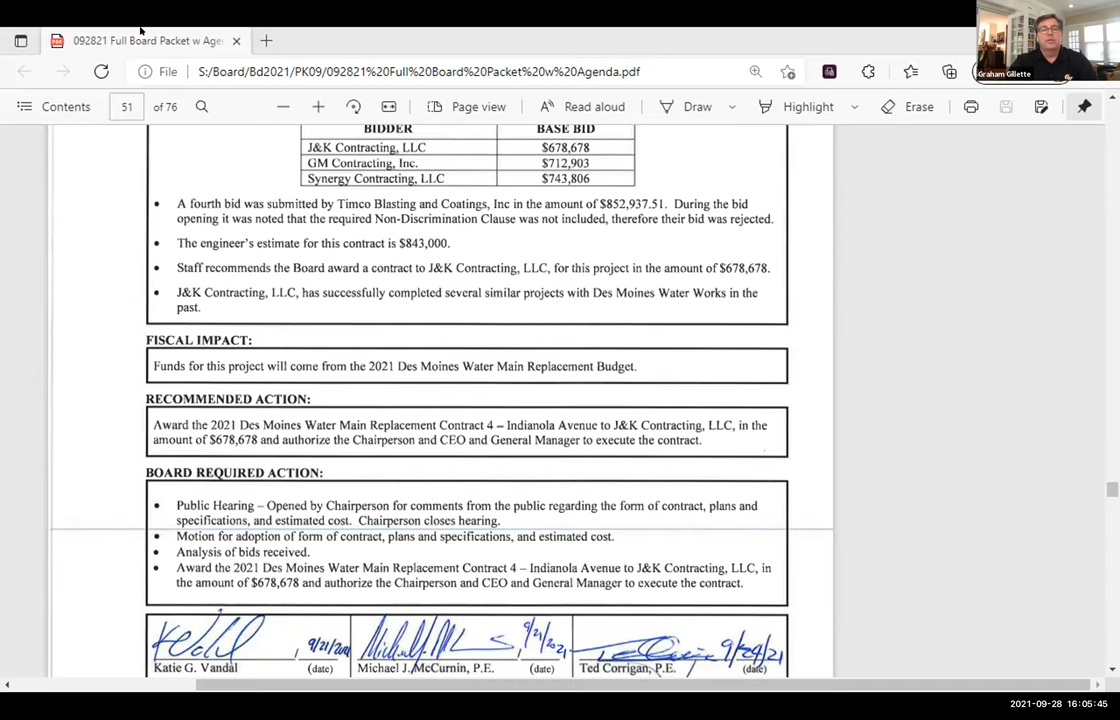 092821 Full Board Packet w Age
Graham Gillette
File S:/Board/Bd2021/PK09/092821%20Full%20Board%20Packet%20w%20Agenda.pdf
Contents 51 of 76 Page view Read aloud Draw Highlight Erase
BIDDER BASE BID
J&K Contracting, LLC $678,678
GM Contracting, Inc. $712,903
Synergy Contracting, LLC $743,806
• A fourth bid was submitted by Timco Blasting and Coatings, Inc in the amount of $852,937.51. During the bid
opening it was noted that the required Non-Discrimination Clause was not included, therefore their bid was rejected.
• The engineer's estimate for this contract is $843,000.
• Staff recommends the Board award a contract to J&K Contracting, LLC, for this project in the amount of $678,678.
• J&K Contracting, LLC, has successfully completed several similar projects with Des Moines Water Works in the
past.
FISCAL IMPACT:
Funds for this project will come from the 2021 Des Moines Water Main Replacement Budget.
RECOMMENDED ACTION:
Award the 2021 Des Moines Water Main Replacement Contract 4 – Indianola Avenue to J&K Contracting, LLC, in the
amount of $678,678 and authorize the Chairperson and CEO and General Manager to execute the contract.
BOARD REQUIRED ACTION:
• Public Hearing – Opened by Chairperson for comments from the public regarding the form of contract, plans and
specifications, and estimated cost. Chairperson closes hearing.
• Motion for adoption of form of contract, plans and specifications, and estimated cost.
• Analysis of bids received.
• Award the 2021 Des Moines Water Main Replacement Contract 4 – Indianola Avenue to J&K Contracting, LLC, in
the amount of $678,678 and authorize the Chairperson and CEO and General Manager to execute the contract.
9/21/2021 9/24/21
Katie G. Vandal (date) Michael J. McCurnin, P.E. (date) Ted Corrigan, P.E. (date)
2021-09-28 16:05:45